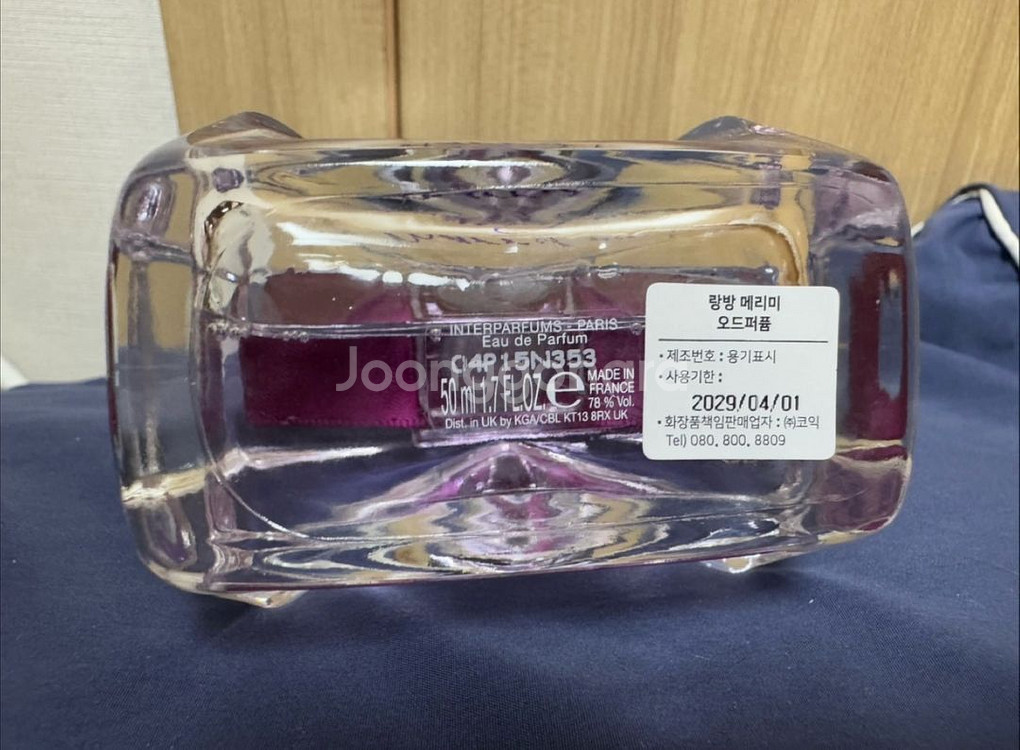 INTERPARFUMS - PARIS
Eau de Parfum
04P15N353
50 ml 1.7 FL.OZ. e
MADE IN
FRANCE
78 % Vol.
Dist. in UK by KGA/CBL KT13 8RX UK
랑방 메리미
오드퍼퓸
• 제조번호 : 용기표시
• 사용기한 :
2029/04/01
• 화장품책임판매업자 : ㈜코익
Tel) 080. 800. 8809